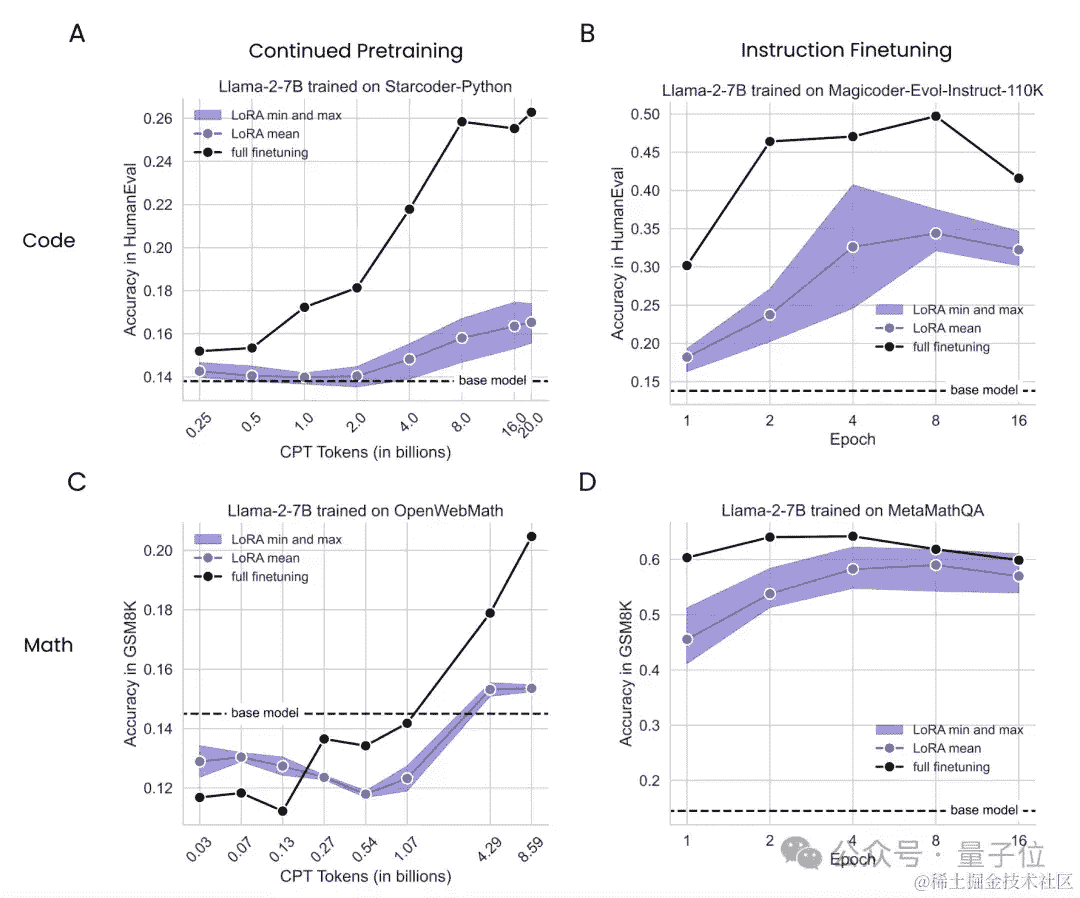 A
B
Continued Pretraining
Instruction Finetuning
Llama-2-7B trained on Starcoder-Python
Llama-2-7B trained on Magicoder-Evol-Instruct-110K
Code
Accuracy in HumanEval
0.26
0.24
0.22
0.20
0.18
0.16
0.14
LoRA min and max
LoRA mean
full finetuning
base model
0.25
0.5
1.0
2.0
4.0
8.0
16.0
20.0
CPT Tokens (in billions)
Accuracy in HumanEval
0.50
0.45
0.40
0.35
0.30
0.25
0.20
0.15
LoRA min and max
LoRA mean
full finetuning
base model
1
2
4
8
16
Epoch
C
D
Llama-2-7B trained on OpenWebMath
Llama-2-7B trained on MetaMathQA
Math
Accuracy in GSM8K
0.20
0.18
0.16
0.14
0.12
LoRA min and max
LoRA mean
full finetuning
base model
0.03
0.07
0.13
0.27
0.54
1.07
4.29
8.59
CPT Tokens (in billions)
Accuracy in GSM8K
0.6
0.5
0.4
0.3
0.2
LoRA min and max
LoRA mean
full finetuning
base model
1
2
4
8
16
Epoch
公众号 · 量子位
@稀土掘金技术社区